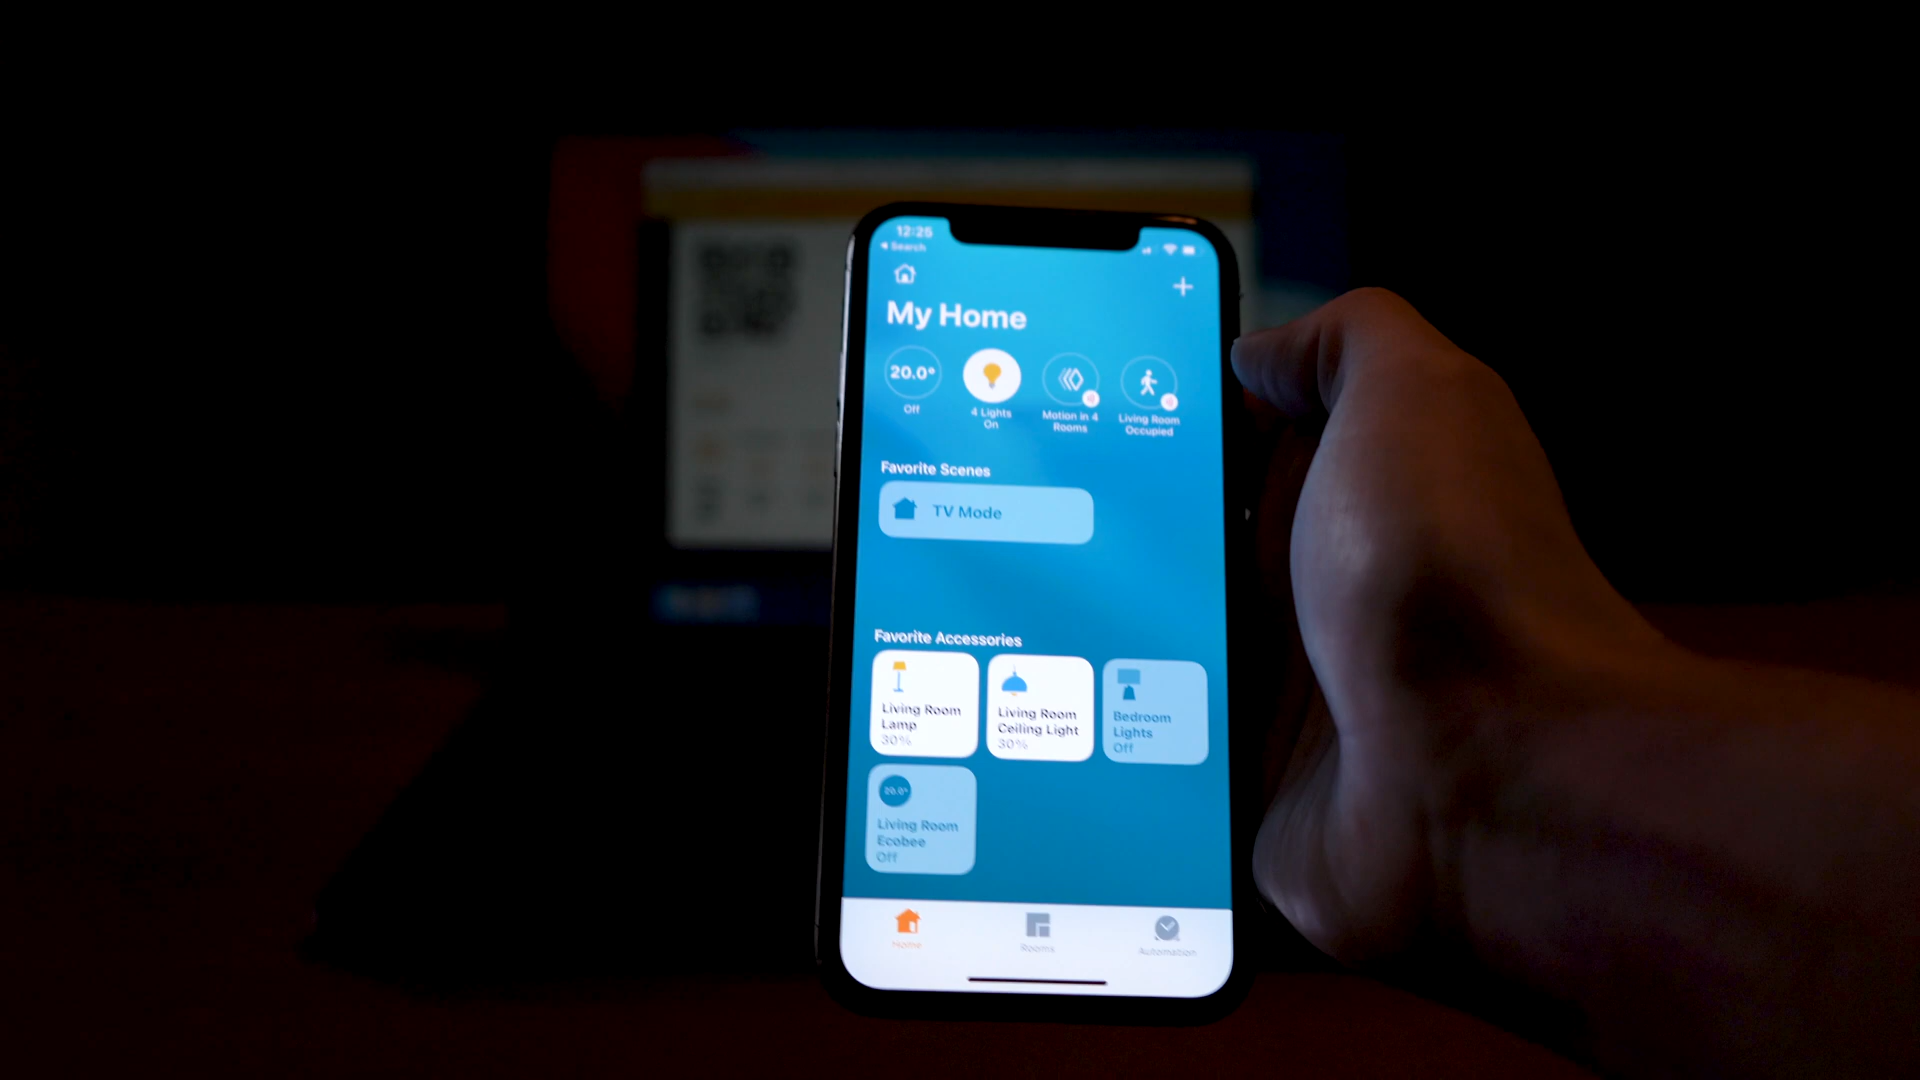 12:25
Search
My Home
20.0°
Off
4 Lights
On
Motion in 4
Rooms
Living Room
Occupied
Favorite Scenes
TV Mode
Favorite Accessories
Living Room
Lamp
30%
Living Room
Ceiling Light
30%
Bedroom
Lights
Off
20.0°
Living Room
Ecobee
Off
Home
Rooms
Automation